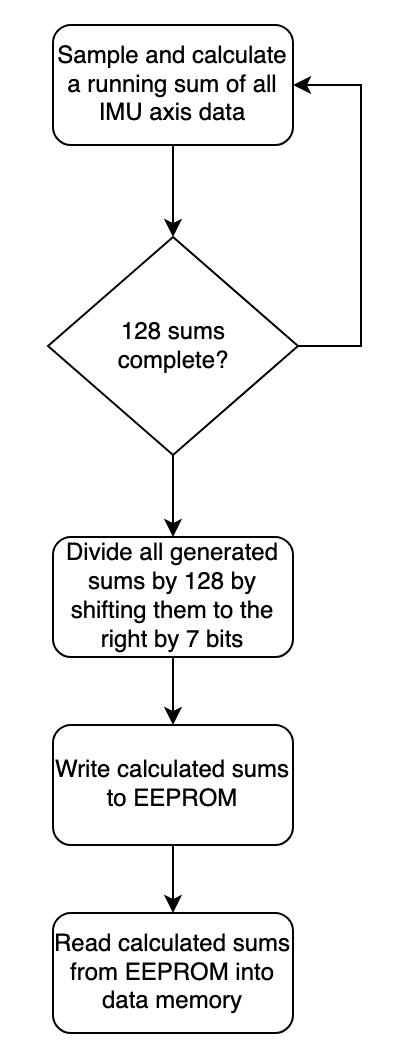 Sample and calculate
a running sum of all
IMU axis data
128 sums
complete?
Divide all generated
sums by 128 by
shifting them to the
right by 7 bits
Write calculated sums
to EEPROM
Read calculated sums
from EEPROM into
data memory